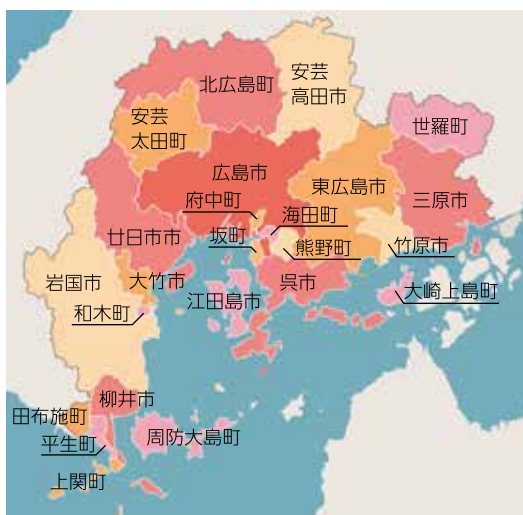 北広島町
安芸
高田市
安芸
太田町
世羅町
広島市
東広島市
三原市
府中町
海田町
廿日市市
坂町
熊野町
竹原市
岩国市
大竹市
江田島市
呉市
大崎上島町
和木町
柳井市
田布施町
周防大島町
平生町
上関町